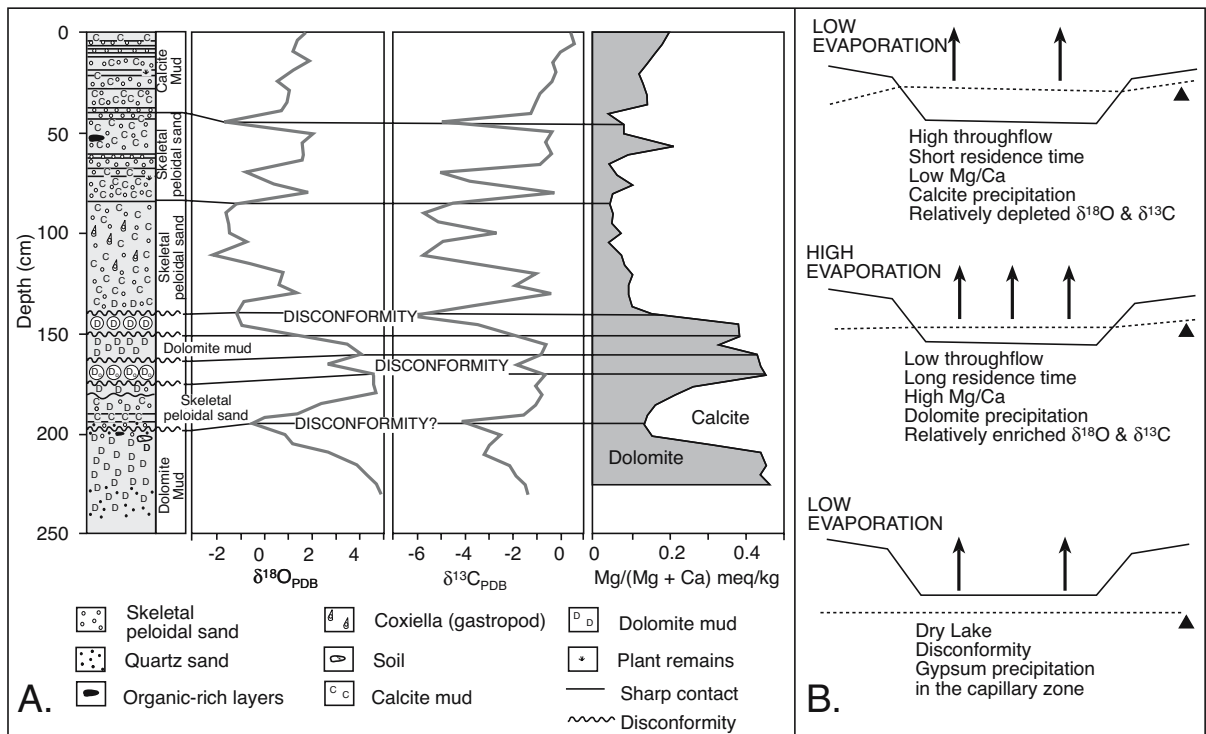 0
50
100
150
200
250
Depth (cm)
Calcite
Mud
Skeletal
peloidal sand
Skeletal
peloidal sand
Dolomite mud
Skeletal
peloidal sand
Dolomite
Mud
DISCONFORMITY
DISCONFORMITY
DISCONFORMITY?
Calcite
Dolomite
-2 0 2 4
δ18OPDB
-6 -4 -2 0
δ13CPDB
0 0.2 0.4
Mg/(Mg + Ca) meq/kg
Skeletal
peloidal sand
Quartz sand
Organic-rich layers
Coxiella (gastropod)
Soil
Calcite mud
Dolomite mud
Plant remains
Sharp contact
Disconformity
A.
LOW
EVAPORATION
High throughflow
Short residence time
Low Mg/Ca
Calcite precipitation
Relatively depleted δ18O & δ13C
HIGH
EVAPORATION
Low throughflow
Long residence time
High Mg/Ca
Dolomite precipitation
Relatively enriched δ18O & δ13C
LOW
EVAPORATION
Dry Lake
Disconformity
Gypsum precipitation
in the capillary zone
B.